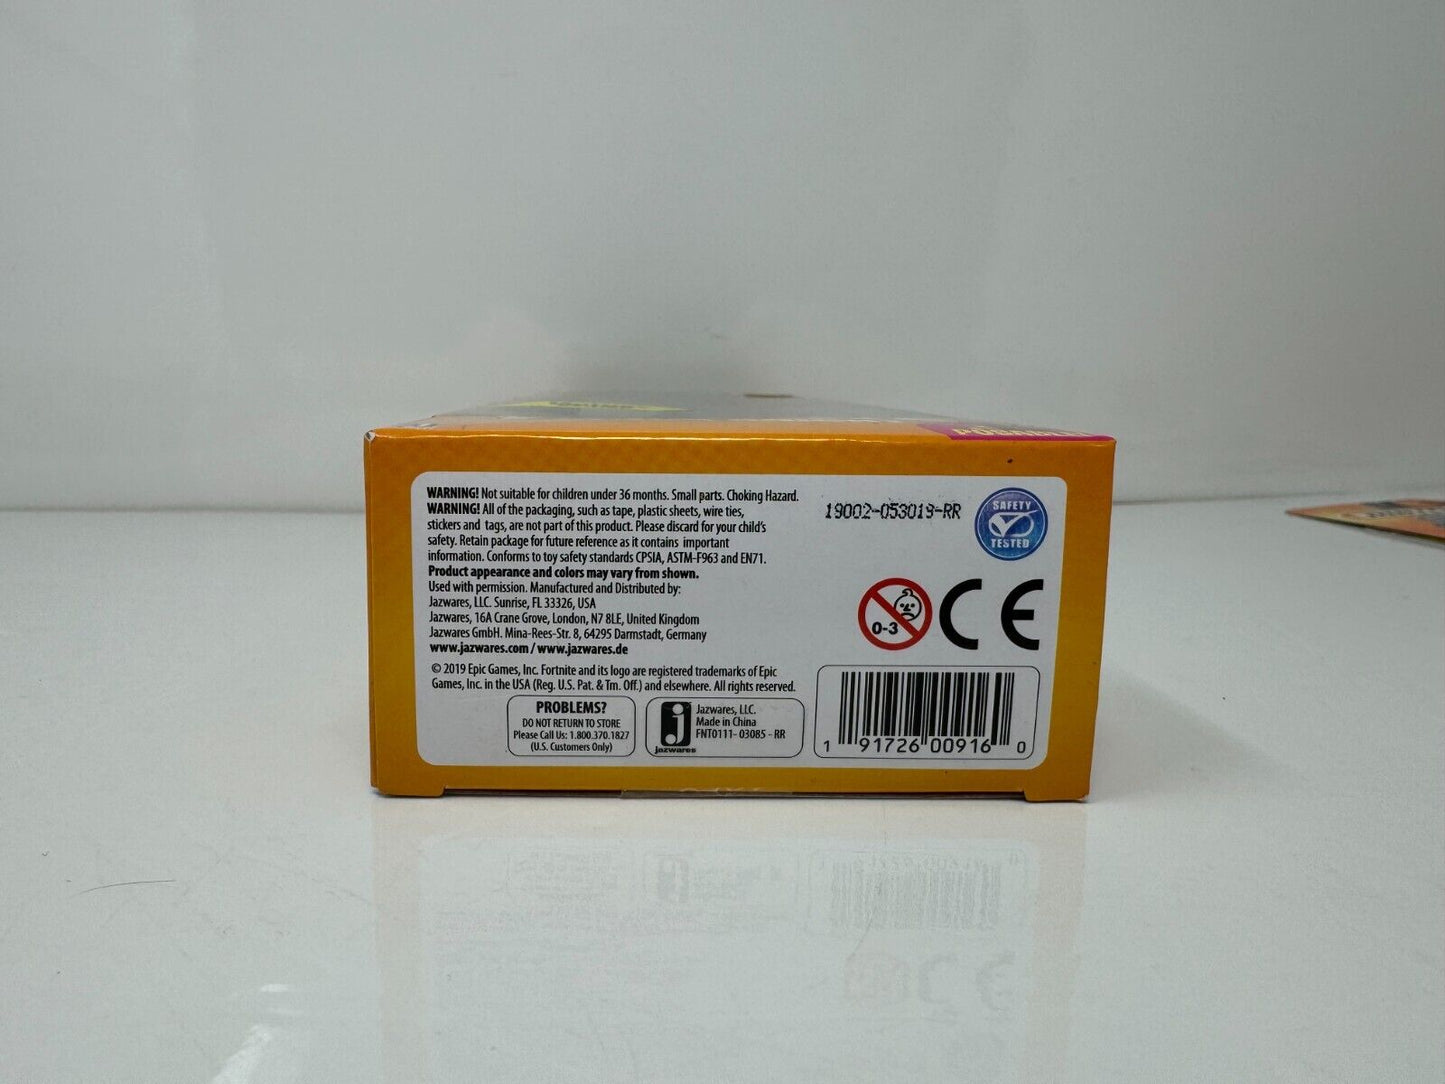 WARNING! Not suitable for children under 36 months. Small parts. Choking Hazard.
WARNING! All of the packaging, such as tape, plastic sheets, wire ties,
stickers and tags, are not part of this product. Please discard for your child's
safety. Retain package for future reference as it contains important
information. Conforms to toy safety standards CPSIA, ASTM-F963 and EN71.
Product appearance and colors may vary from shown.
Used with permission. Manufactured and Distributed by:
Jazwares, LLC. Sunrise, FL 33326, USA
Jazwares, 16A Crane Grove, London, N7 8LE, United Kingdom
Jazwares GmbH. Mina-Rees-Str. 8, 64295 Darmstadt, Germany
www.jazwares.com / www.jazwares.de
© 2019 Epic Games, Inc. Fortnite and its logo are registered trademarks of Epic
Games, Inc. in the USA (Reg. U.S. Pat. & Tm. Off.) and elsewhere. All rights reserved.
PROBLEMS?
DO NOT RETURN TO STORE
Please Call Us: 1.800.370.1827
(U.S. Customers Only)
j
jazwares
Jazwares, LLC.
Made in China
FNT0111- 03085 - RR
19002-053019-RR
SAFETY
TESTED
0-3
CE
1 91726 00916 0